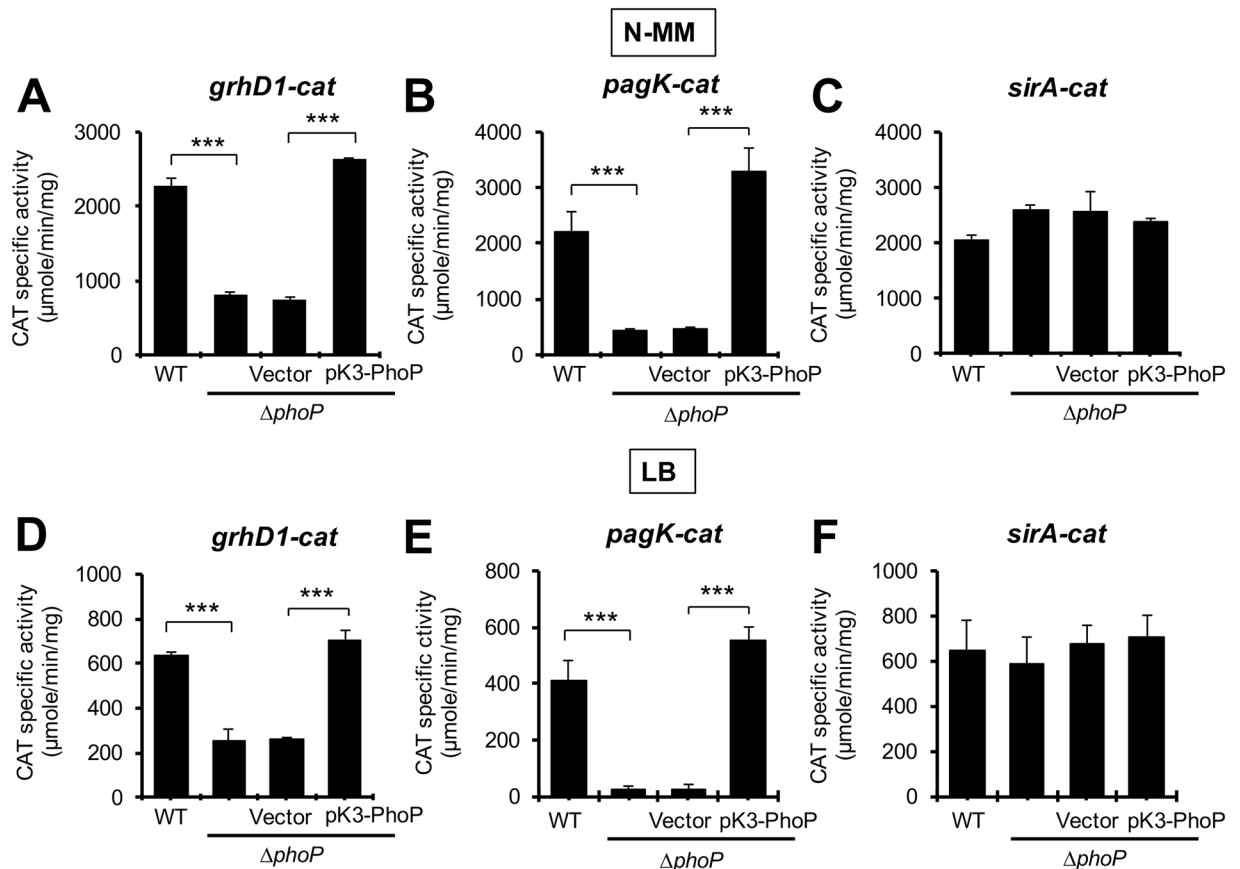 N-MM
A
grhD1-cat
CAT specific activity
(µmole/min/mg)
3000
2000
1000
0
***
***
WT
Vector
pK3-PhoP
ΔphoP
B
pagK-cat
CAT specific activity
(µmole/min/mg)
4000
3000
2000
1000
0
***
***
WT
Vector
pK3-PhoP
ΔphoP
C
sirA-cat
CAT specific activity
(µmole/min/mg)
4000
3000
2000
1000
0
WT
Vector
pK3-PhoP
ΔphoP
LB
D
grhD1-cat
CAT specific activity
(µmole/min/mg)
1000
800
600
400
200
0
***
***
WT
Vector
pK3-PhoP
ΔphoP
E
pagK-cat
CAT specific ctivity
(µmole/min/mg)
800
600
400
200
0
***
***
WT
Vector
pK3-PhoP
ΔphoP
F
sirA-cat
CAT specific activity
(µmole/min/mg)
1000
800
600
400
200
0
WT
Vector
pK3-PhoP
ΔphoP